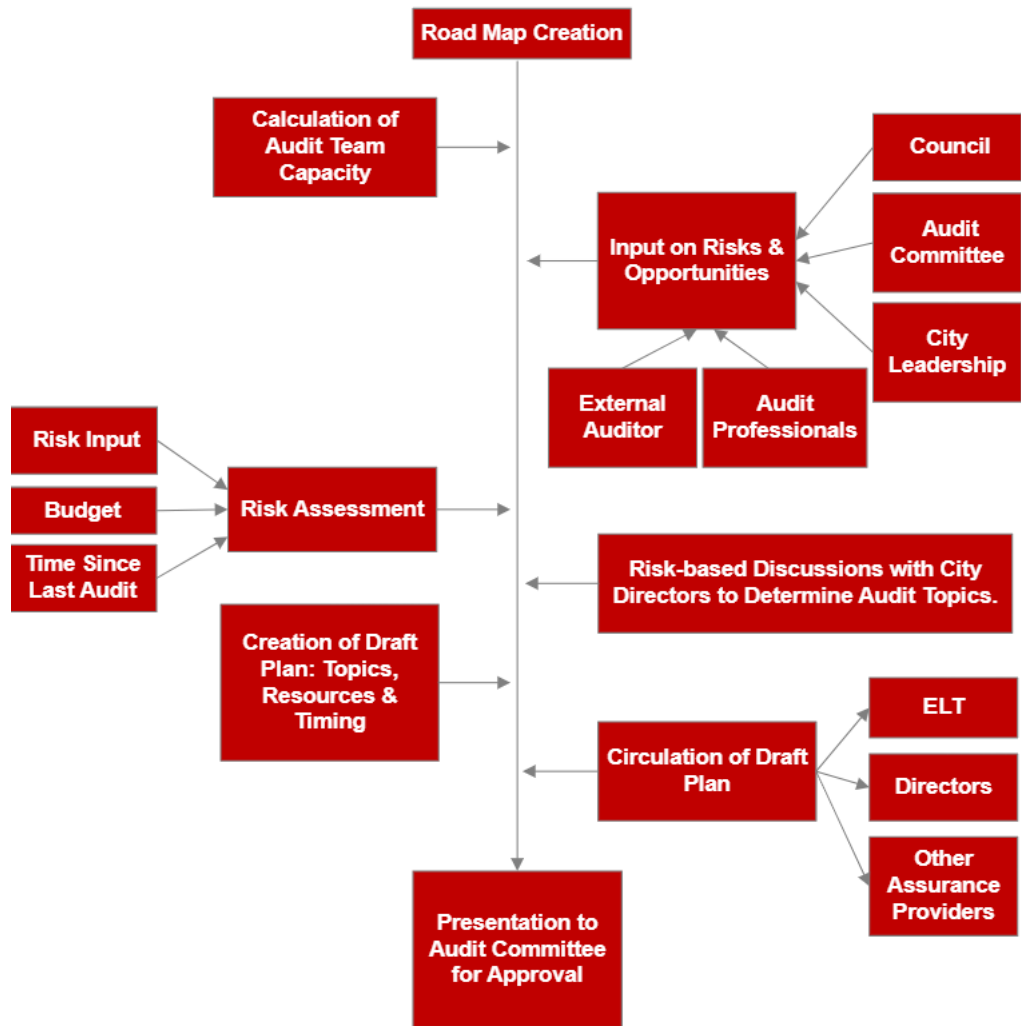 Road Map Creation
Calculation of
Audit Team
Capacity
Council
Input on Risks &
Opportunities
Audit
Committee
City
Leadership
External
Auditor
Audit
Professionals
Risk Input
Budget
Time Since
Last Audit
Risk Assessment
Risk-based Discussions with City
Directors to Determine Audit Topics.
Creation of Draft
Plan: Topics,
Resources &
Timing
Circulation of Draft
Plan
ELT
Directors
Other
Assurance
Providers
Presentation to
Audit Committee
for Approval